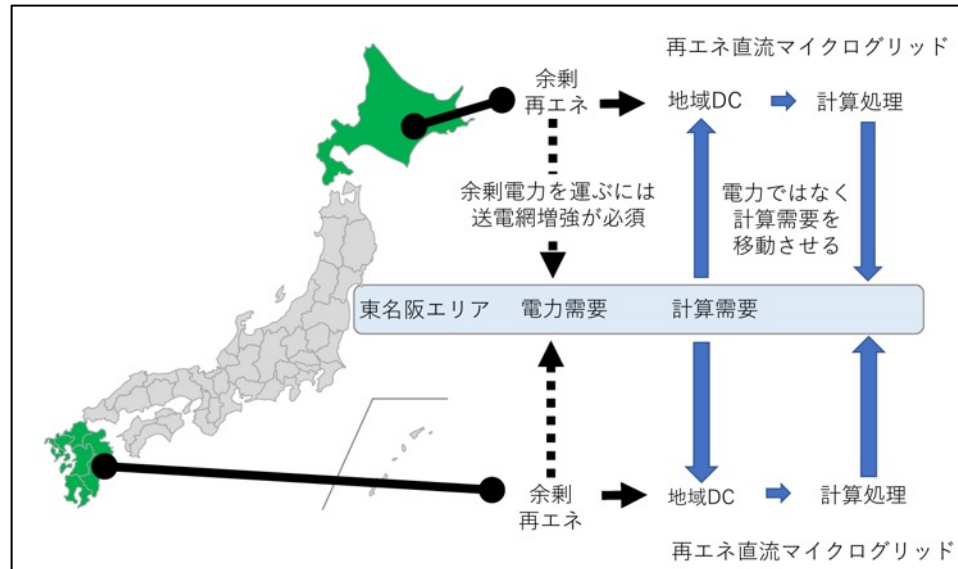 再エネ直流マイクログリッド
余剰
再エネ
地域DC
計算処理
余剰電力を運ぶには
送電網増強が必須
電力ではなく
計算需要を
移動させる
東名阪エリア
電力需要
計算需要
余剰
再エネ
地域DC
計算処理
再エネ直流マイクログリッド